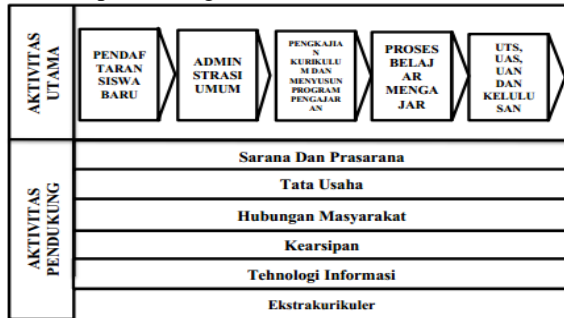 AKTIVITAS
UTAMA
PENDAF
TARAN
SISWA
BARU
ADMIN
STRASI
UMUM
PENGKAJIA
N
KURIKULU
M DAN
MENYUSUN
PROGRAM
PENGAJAR
AN
PROSES
BELAJ
AR
MENGA
JAR
UTS,
UAS,
UAN
DAN
KELULU
SAN
AKTIVITAS
PENDUKUNG
Sarana Dan Prasarana
Tata Usaha
Hubungan Masyarakat
Kearsipan
Tehnologi Informasi
Ekstrakurikuler